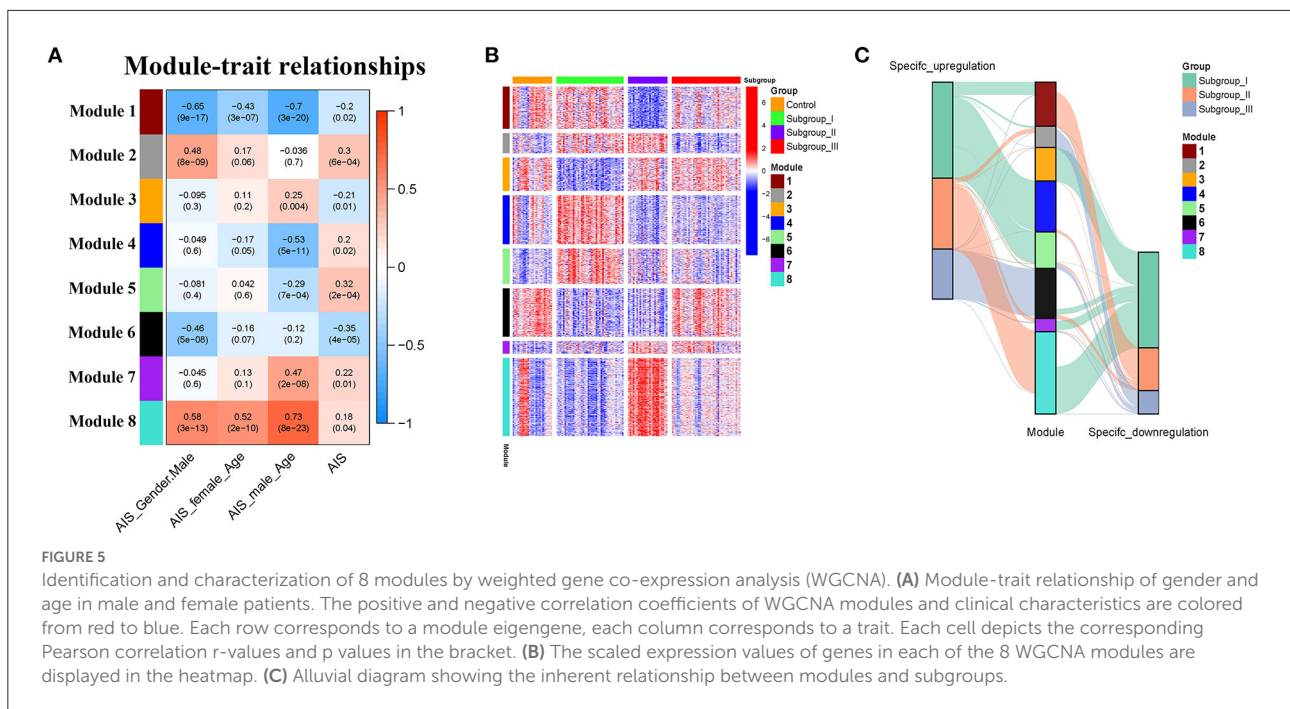 A
Module-trait relationships
Module 1
−0.65 −0.43 −0.7 −0.2
(9e−17) (3e−07) (3e−20) (0.02)
Module 2
0.48 0.17 −0.036 0.3
(8e−09) (0.06) (0.7) (6e−04)
Module 3
−0.095 0.11 0.25 −0.21
(0.3) (0.2) (0.004) (0.01)
Module 4
−0.049 −0.17 −0.53 0.2
(0.6) (0.05) (5e−11) (0.02)
Module 5
−0.081 0.042 −0.29 0.32
(0.4) (0.6) (7e−04) (2e−04)
Module 6
−0.46 −0.16 −0.12 −0.35
(5e−08) (0.07) (0.2) (4e−05)
Module 7
−0.045 0.13 0.47 0.22
(0.6) (0.1) (2e−08) (0.01)
Module 8
0.58 0.52 0.73 0.18
(3e−13) (2e−10) (8e−23) (0.04)
AIS_Gender.Male
AIS_female_Age
AIS_male_Age
AIS
1
0.5
0
−0.5
−1
B
Subgroup
6
4
2
0
−2
−4
−6
Group
Control
Subgroup_I
Subgroup_II
Subgroup_III
Module
1
2
3
4
5
6
7
8
Module
C
Specifc_upregulation
Module
Specifc_downregulation
Group
Subgroup_I
Subgroup_II
Subgroup_III
Module
1
2
3
4
5
6
7
8
FIGURE 5
Identification and characterization of 8 modules by weighted gene co-expression analysis (WGCNA). (A) Module-trait relationship of gender and
age in male and female patients. The positive and negative correlation coefficients of WGCNA modules and clinical characteristics are colored
from red to blue. Each row corresponds to a module eigengene, each column corresponds to a trait. Each cell depicts the corresponding
Pearson correlation r-values and p values in the bracket. (B) The scaled expression values of genes in each of the 8 WGCNA modules are
displayed in the heatmap. (C) Alluvial diagram showing the inherent relationship between modules and subgroups.